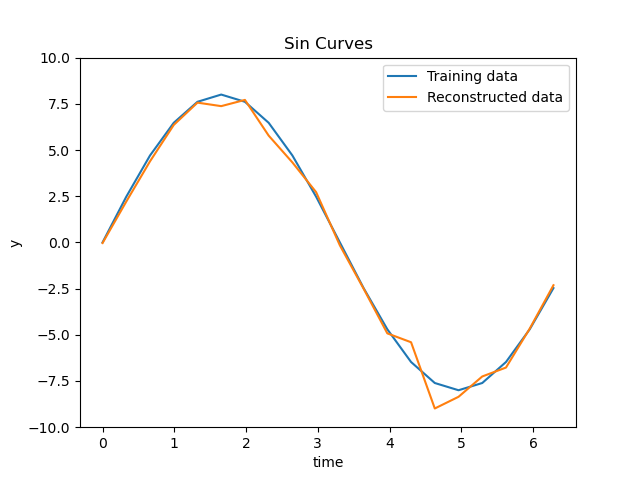 Sin Curves
Training data
Reconstructed data
10.0
7.5
5.0
2.5
0.0
−2.5
−5.0
−7.5
−10.0
y
0 1 2 3 4 5 6
time